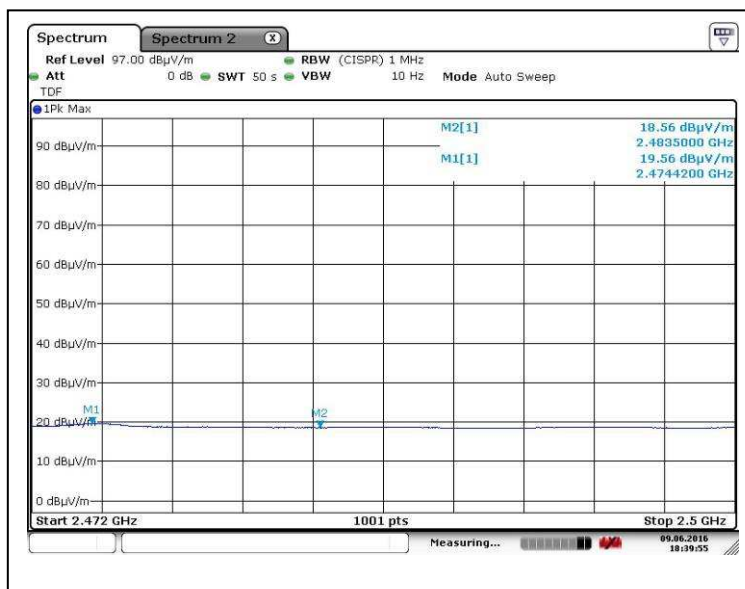 Spectrum Spectrum 2 X
Ref Level 97.00 dBµV/m RBW (CISPR) 1 MHz
Att 0 dB SWT 50 s VBW 10 Hz Mode Auto Sweep
TDF
1Pk Max
M2[1] 18.56 dBµV/m
2.4835000 GHz
M1[1] 19.56 dBµV/m
2.4744200 GHz
90 dBµV/m
80 dBµV/m
70 dBµV/m
60 dBµV/m
50 dBµV/m
40 dBµV/m
30 dBµV/m
M1 M2
20 dBµV/m
10 dBµV/m
0 dBµV/m
Start 2.472 GHz 1001 pts Stop 2.5 GHz
Measuring... 09.06.2016
18:39:55